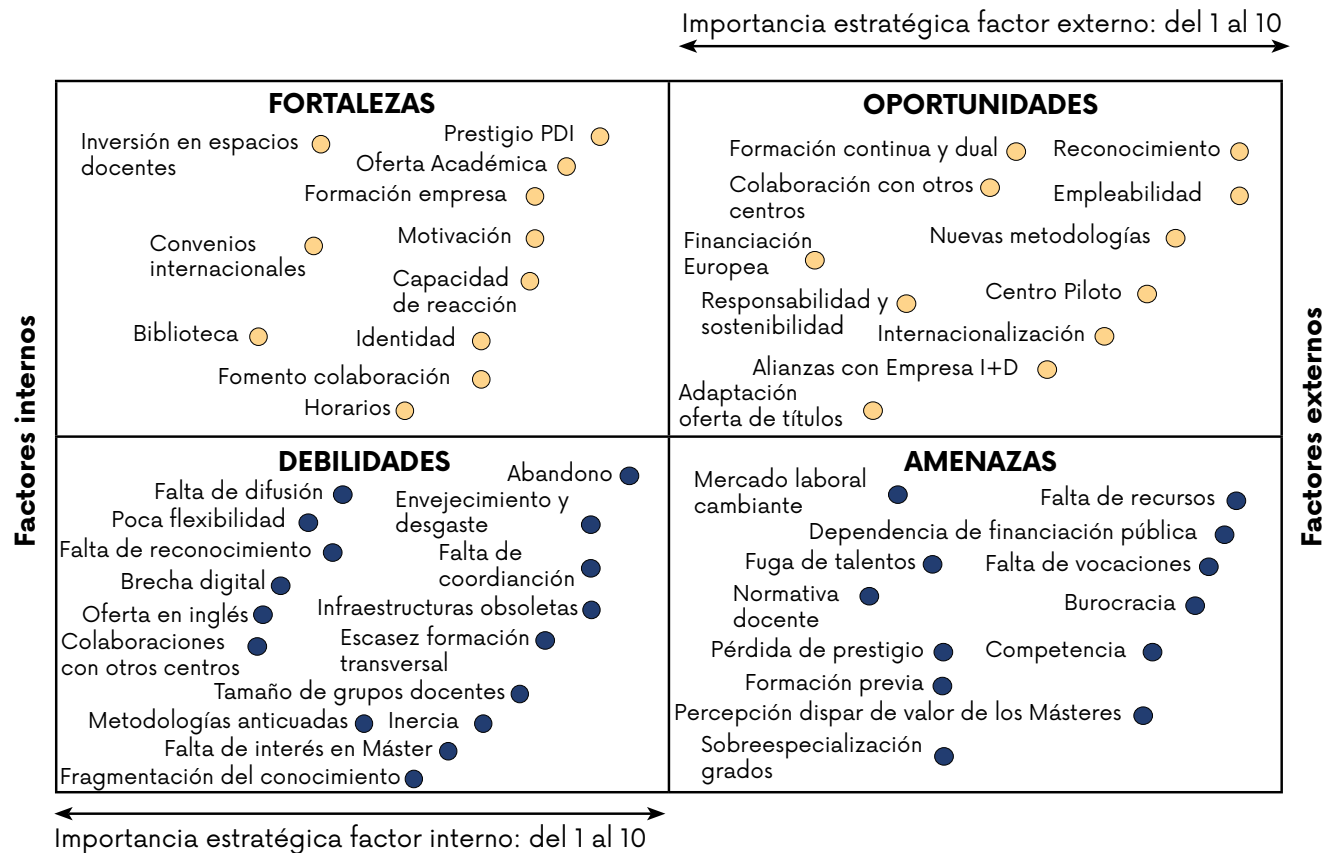 Importancia estratégica factor externo: del 1 al 10
FORTALEZAS
Inversión en espacios
docentes
Prestigio PDI
Oferta Académica
Formación empresa
Convenios
internacionales
Motivación
Capacidad
de reacción
Biblioteca
Identidad
Fomento colaboración
Horarios
OPORTUNIDADES
Formación continua y dual
Reconocimiento
Colaboración con otros
centros
Empleabilidad
Financiación
Europea
Nuevas metodologías
Responsabilidad y
sostenibilidad
Centro Piloto
Internacionalización
Alianzas con Empresa I+D
Adaptación
oferta de títulos
Factores internos
Factores externos
DEBILIDADES
Abandono
Falta de difusión
Envejecimiento y
desgaste
Poca flexibilidad
Falta de reconocimiento
Falta de
coordianción
Brecha digital
Oferta en inglés
Infraestructuras obsoletas
Colaboraciones
con otros centros
Escasez formación
transversal
Tamaño de grupos docentes
Metodologías anticuadas
Inercia
Falta de interés en Máster
Fragmentación del conocimiento
AMENAZAS
Mercado laboral
cambiante
Falta de recursos
Dependencia de financiación pública
Fuga de talentos
Falta de vocaciones
Normativa
docente
Burocracia
Pérdida de prestigio
Competencia
Formación previa
Percepción dispar de valor de los Másteres
Sobreespecialización
grados
Importancia estratégica factor interno: del 1 al 10